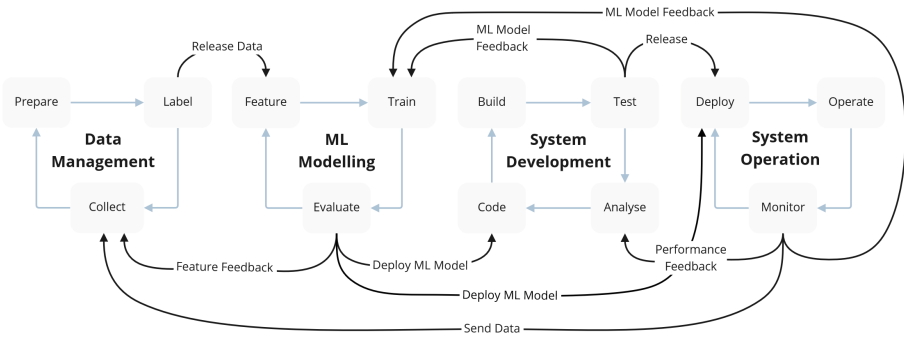 ML Model Feedback
ML Model
Feedback
Release
Release Data
Prepare
Label
Feature
Train
Build
Test
Deploy
Operate
Data
Management
ML
Modelling
System
Development
System
Operation
Collect
Evaluate
Code
Analyse
Monitor
Performance
Feedback
Feature Feedback
Deploy ML Model
Deploy ML Model
Send Data